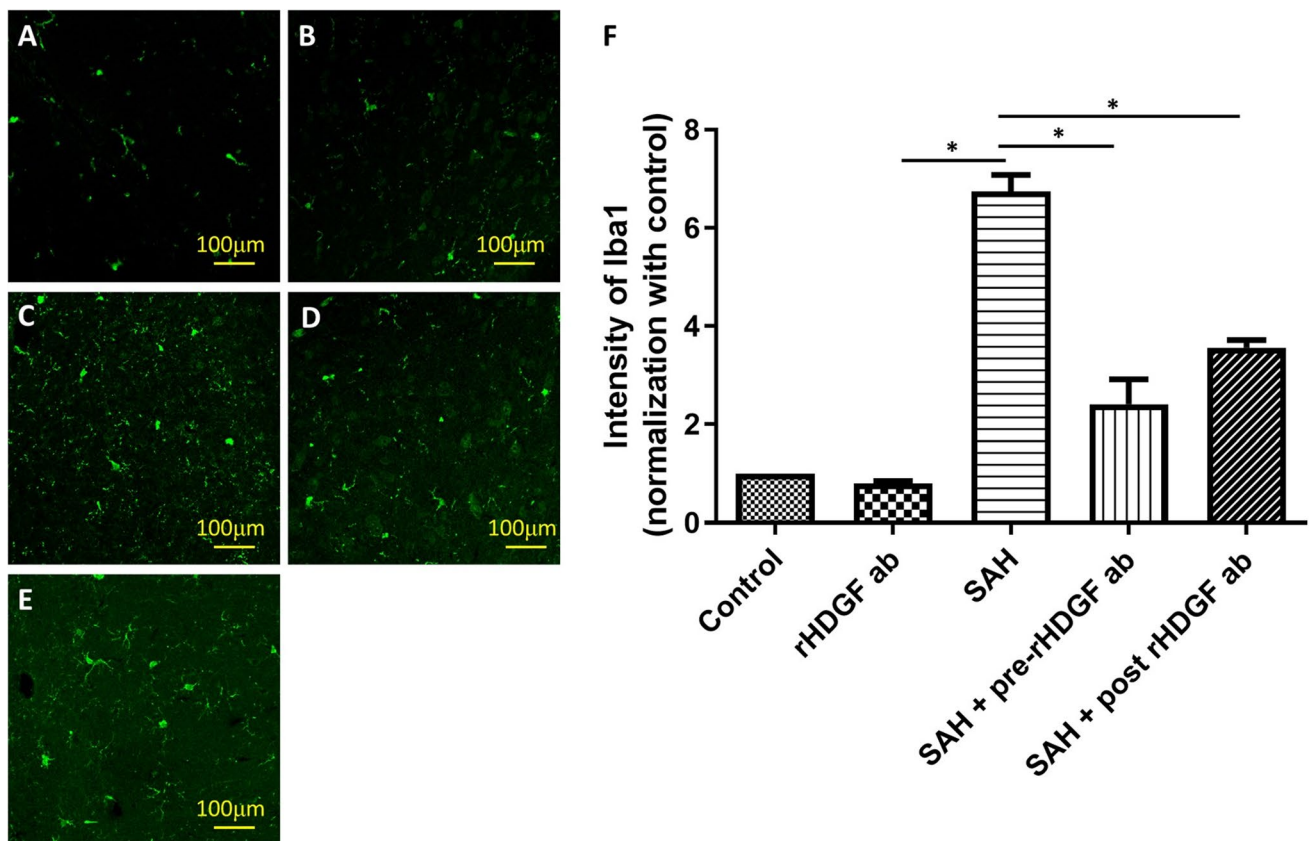 A
100μm
B
100μm
C
100μm
D
100μm
E
100μm
F
Intensity of Iba1
(normalization with control)
8
6
4
2
0
*
*
*
Control
rHDGF ab
SAH
SAH + pre-rHDGF ab
SAH + post rHDGF ab